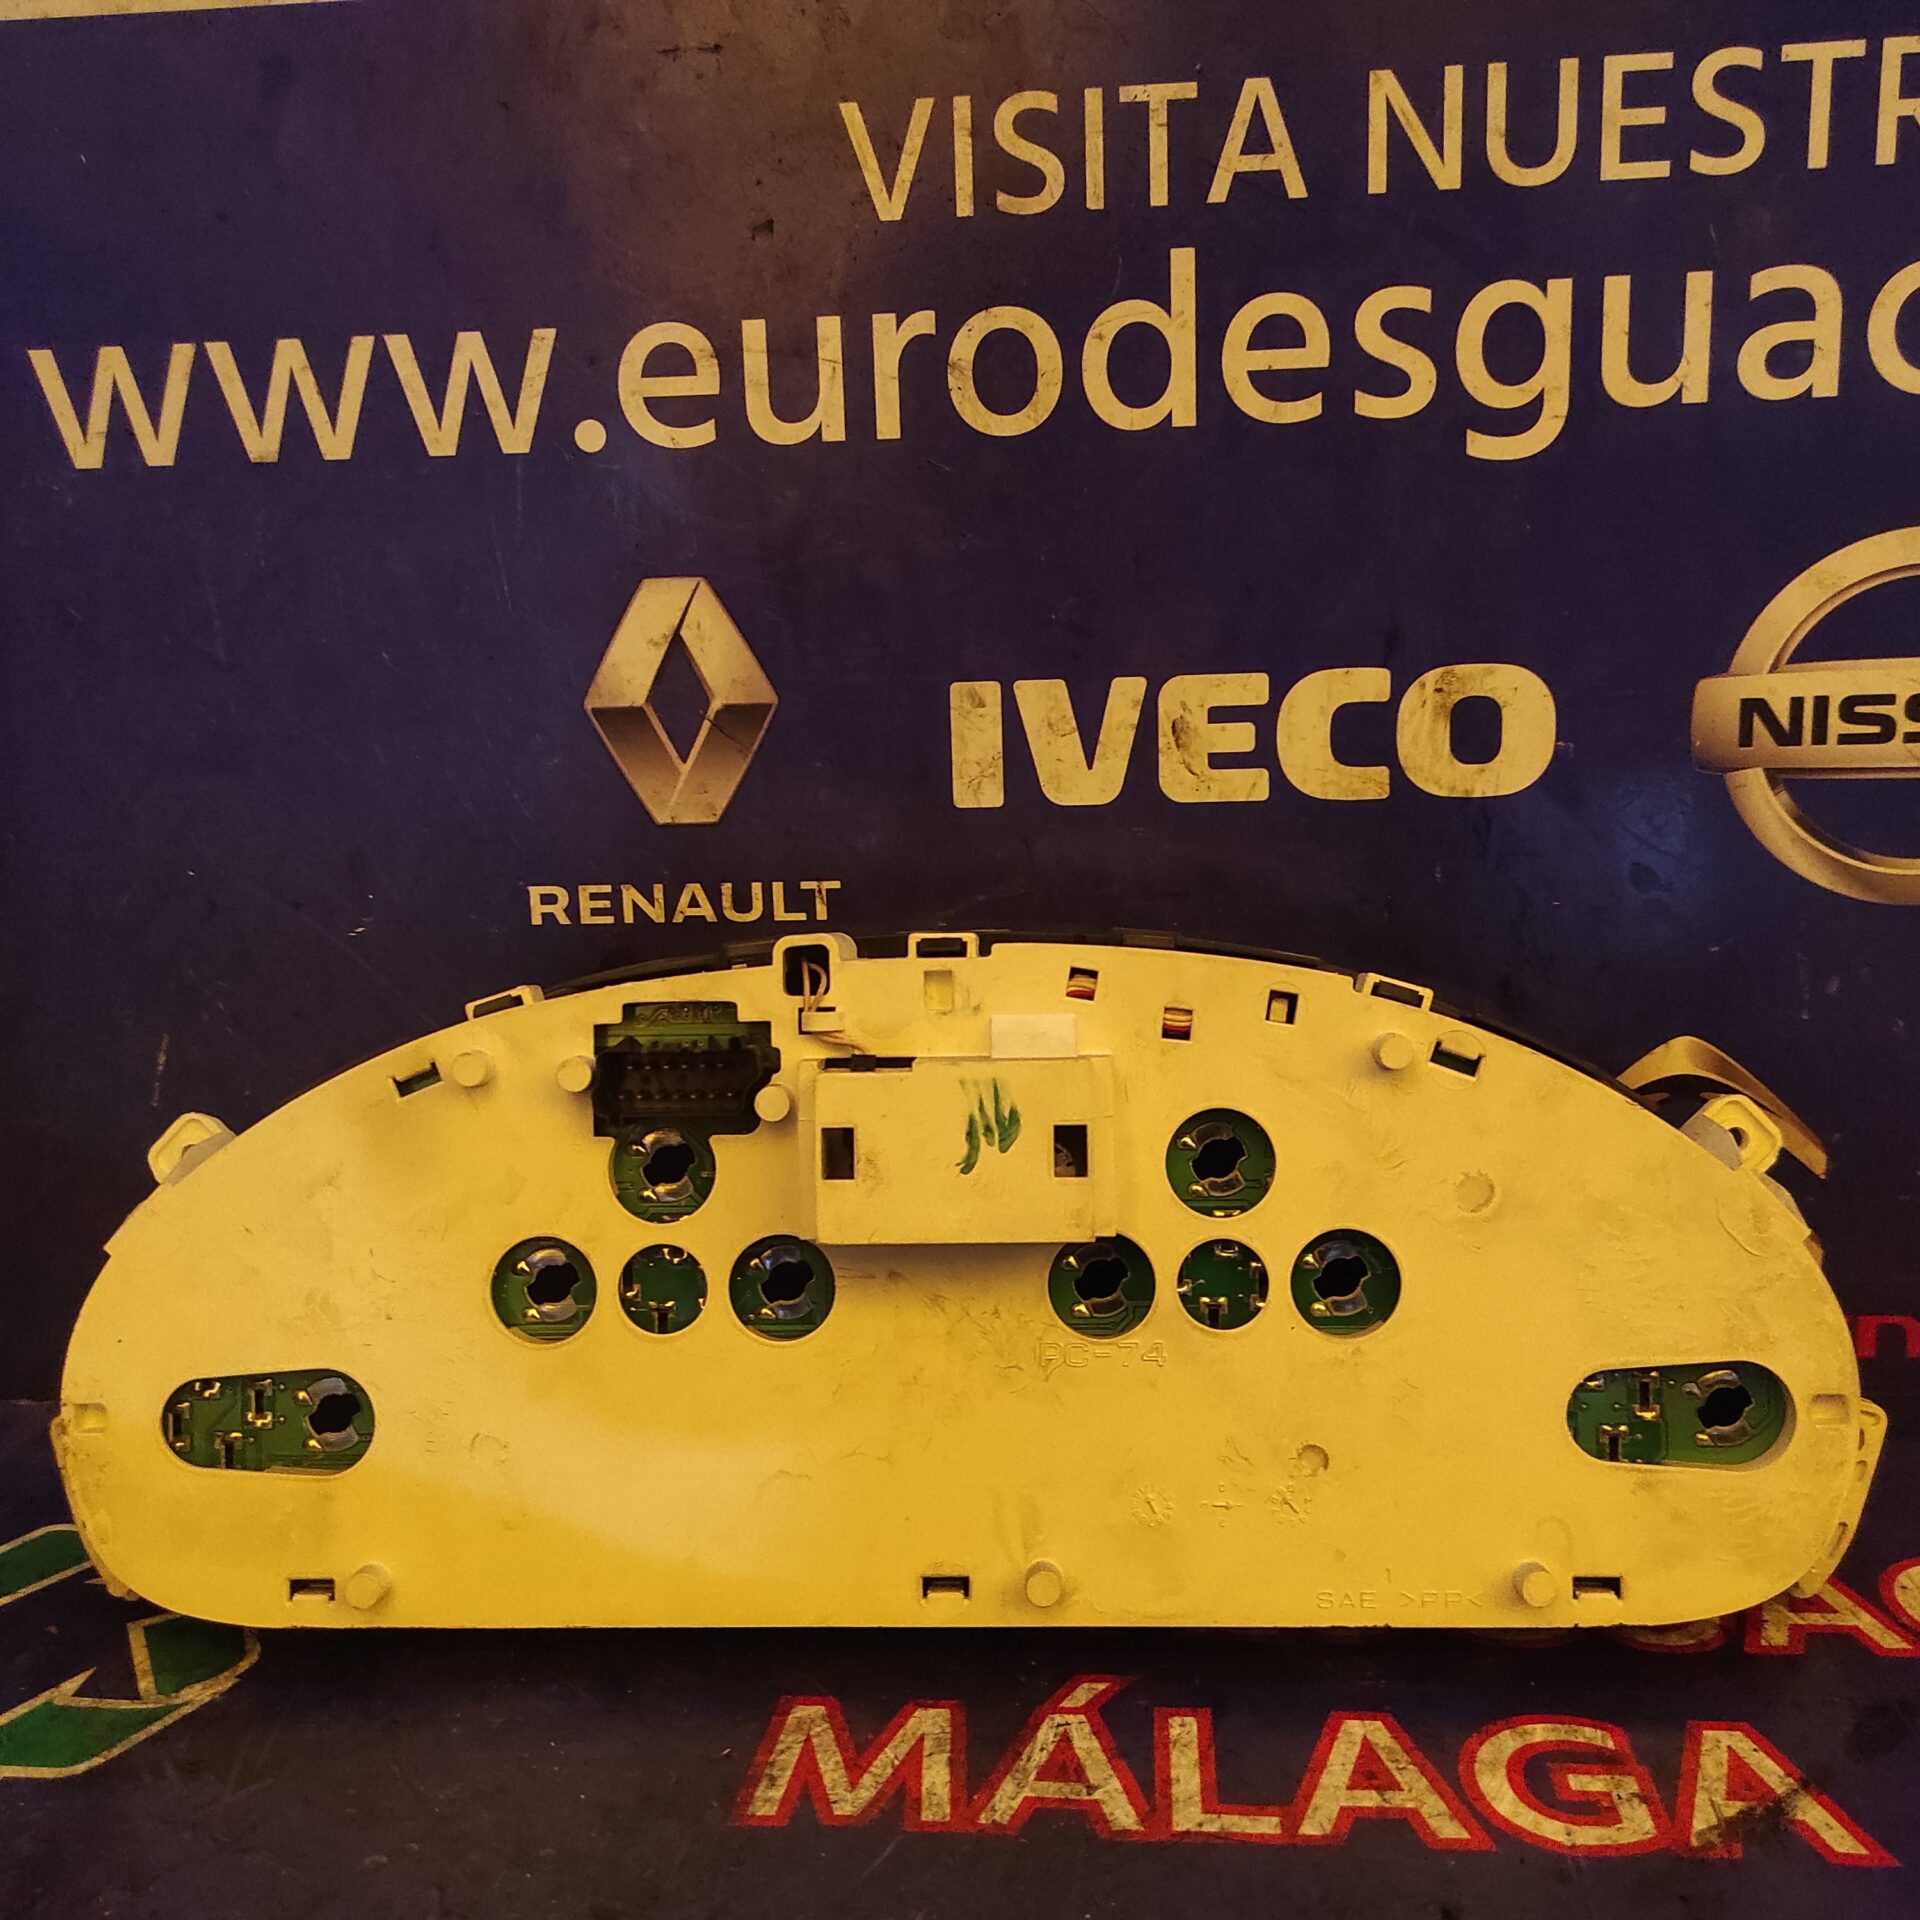 VISITA NUESTR
www.eurodesguac
IVECO
NISS
RENAULT
PC-74
SAE >PP<
MÁLAGA